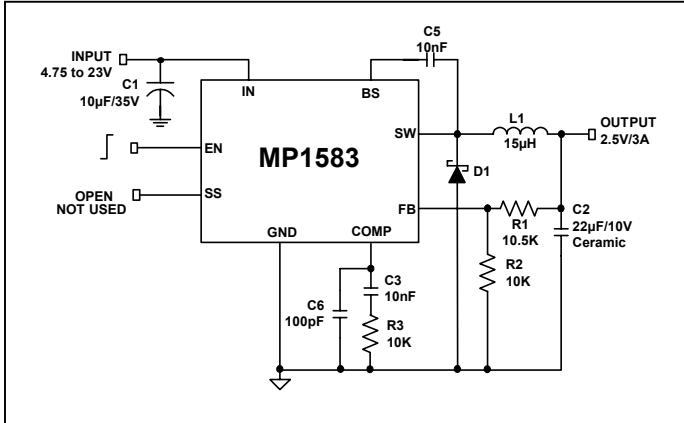 C5
10nF
INPUT
4.75 to 23V
C1
10µF/35V
IN
BS
L1
15µH
OUTPUT
2.5V/3A
SW
EN
MP1583
D1
OPEN
NOT USED
SS
FB
R1
10.5K
C2
22µF/10V
Ceramic
GND
COMP
R2
10K
C3
10nF
C6
100pF
R3
10K